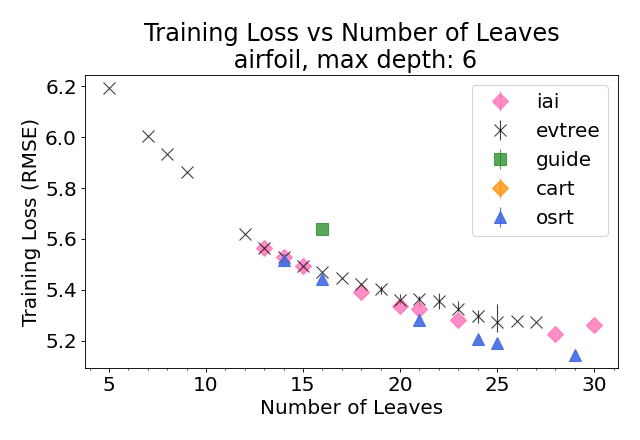 Training Loss vs Number of Leaves
airfoil, max depth: 6
Training Loss (RMSE)
6.2
6.0
5.8
5.6
5.4
5.2
iai
evtree
guide
cart
osrt
5 10 15 20 25 30
Number of Leaves